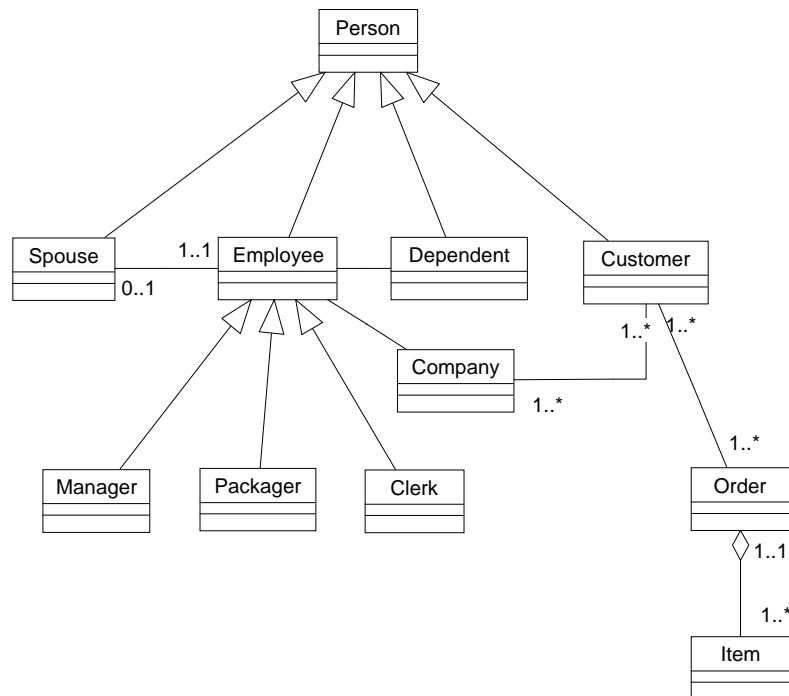 Person
Spouse
1..1
0..1
Employee
Dependent
Customer
1..*
1..*
Company
1..*
1..*
Manager
Packager
Clerk
Order
1..1
1..*
Item